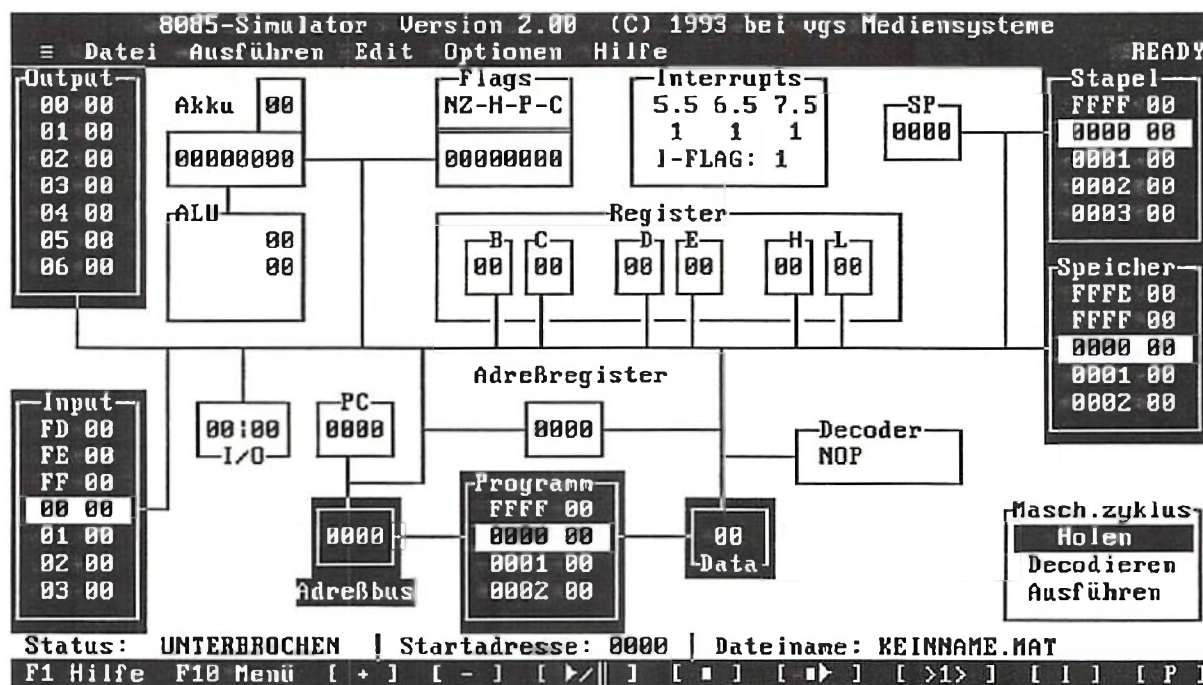 8085-Simulator Version 2.00 (C) 1993 bei vgs Mediensysteme
≡ Datei Ausführen Edit Optionen Hilfe READY
Output
00 00
01 00
02 00
03 00
04 00
05 00
06 00
Akku 00
00000000
ALU
00
00
Flags
NZ-H-P-C
00000000
Interrupts
5.5 6.5 7.5
1 1 1
I-FLAG: 1
SP
0000
Stapel
FFFF 00
0000 00
0001 00
0002 00
0003 00
Register
B C D E H L
00 00 00 00 00 00
Speicher
FFFE 00
FFFF 00
0000 00
0001 00
0002 00
Adreßregister
0000
Input
FD 00
FE 00
FF 00
00 00
01 00
02 00
03 00
00:00
I/O
PC
0000
Decoder
NOP
0000
Adreßbus
Programm
FFFF 00
0000 00
0001 00
0002 00
00
Data
Masch.zyklus
Holen
Decodieren
Ausführen
Status: UNTERBROCHEN | Startadresse: 0000 | Dateiname: KEINNAME.MAT
F1 Hilfe F10 Menü [ + ] [ - ] [ ►/‖ ] [ ■ ] [ ■► ] [ >1> ] [ I ] [ P ]